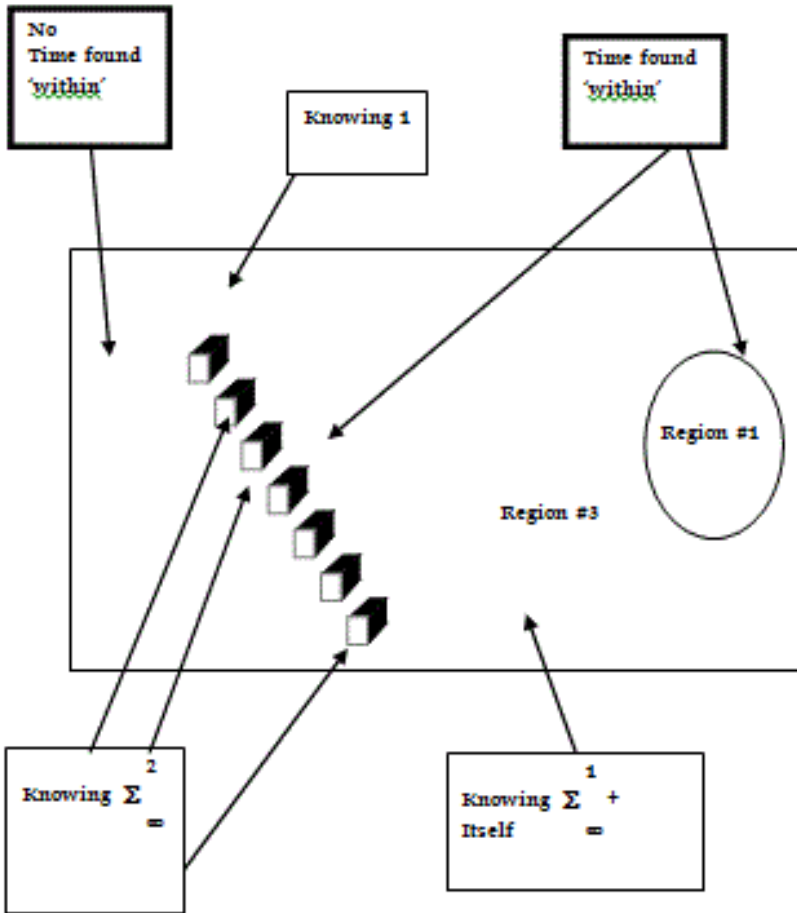 No
Time found
´within´
Time found
´within´
Knowing 1
Region #1
Region #3
2
Knowing Σ
∞
1
Knowing Σ +
Itself ∞